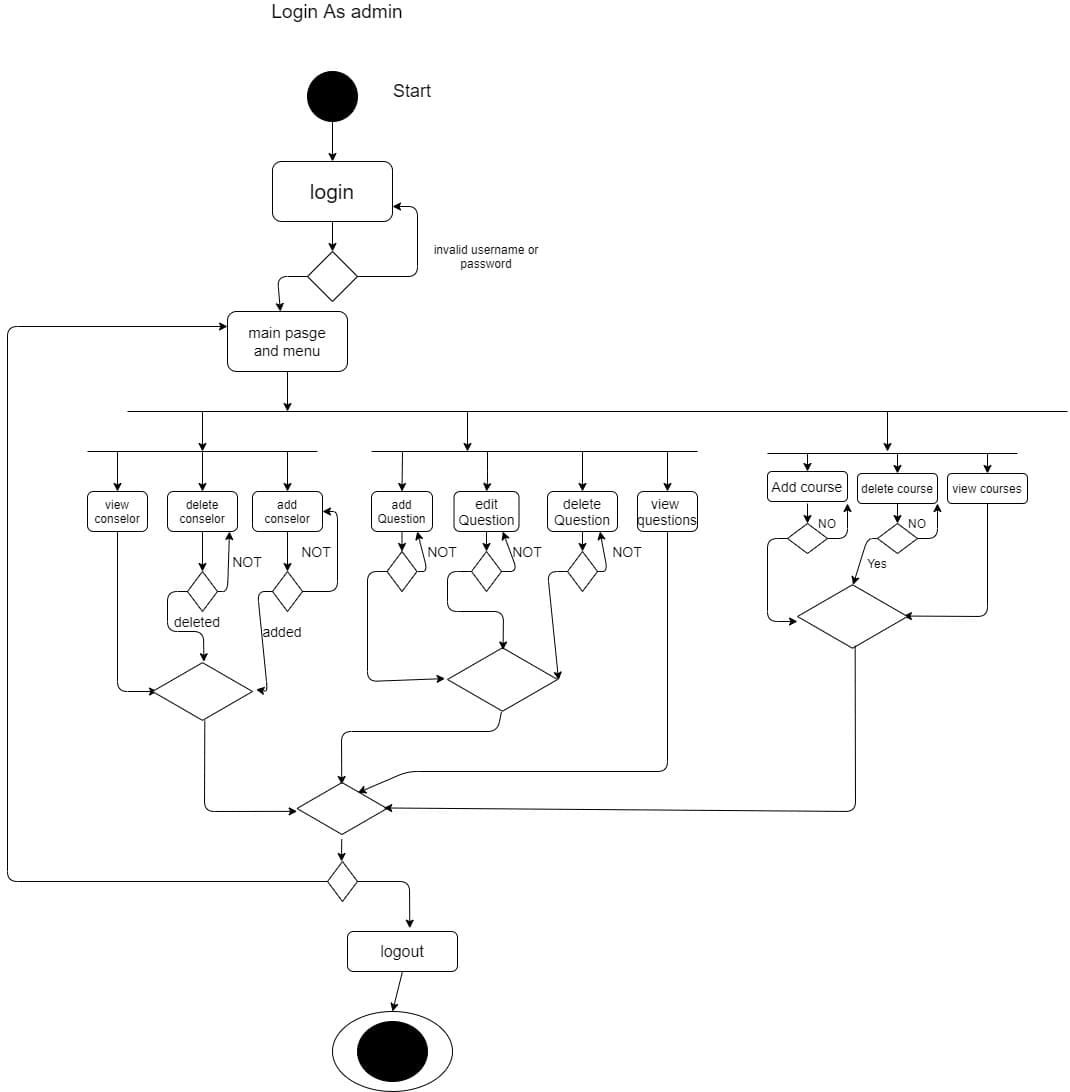 Login As admin
Start
login
invalid username or
password
main pasge
and menu
view
conselor
delete
conselor
add
conselor
add
Question
edit
Question
delete
Question
view
questions
Add course
delete course
view courses
NO
NO
NOT
NOT
NOT
NOT
NOT
Yes
deleted
added
logout